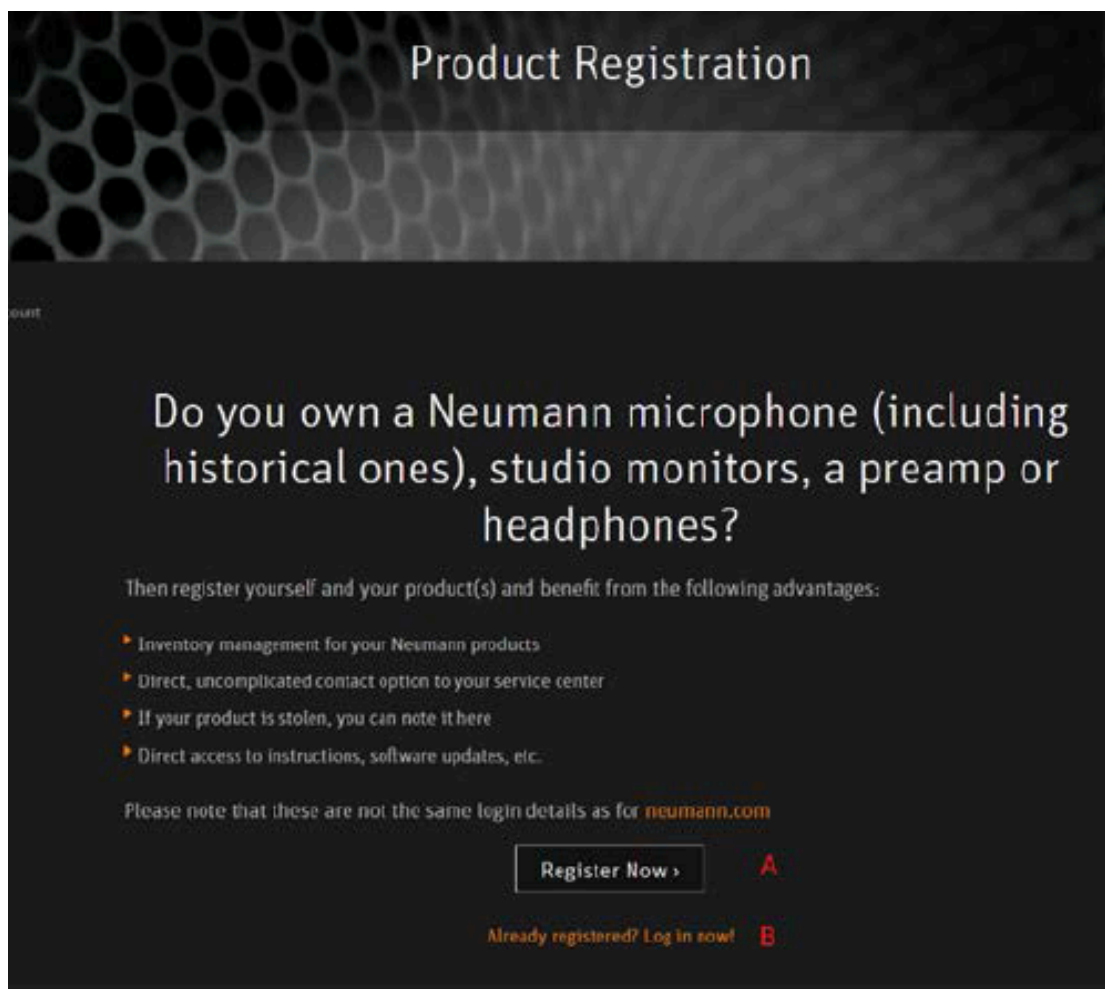 Product Registration
ount
Do you own a Neumann microphone (including
historical ones), studio monitors, a preamp or
headphones?
Then register yourself and your product(s) and benefit from the following advantages:
Inventory management for your Neumann products
Direct, uncomplicated contact option to your service center
If your product is stolen, you can note it here
Direct access to instructions, software updates, etc.
Please note that these are not the same login details as for neumann.com
Register Now › A
Already registered? Log in now! B